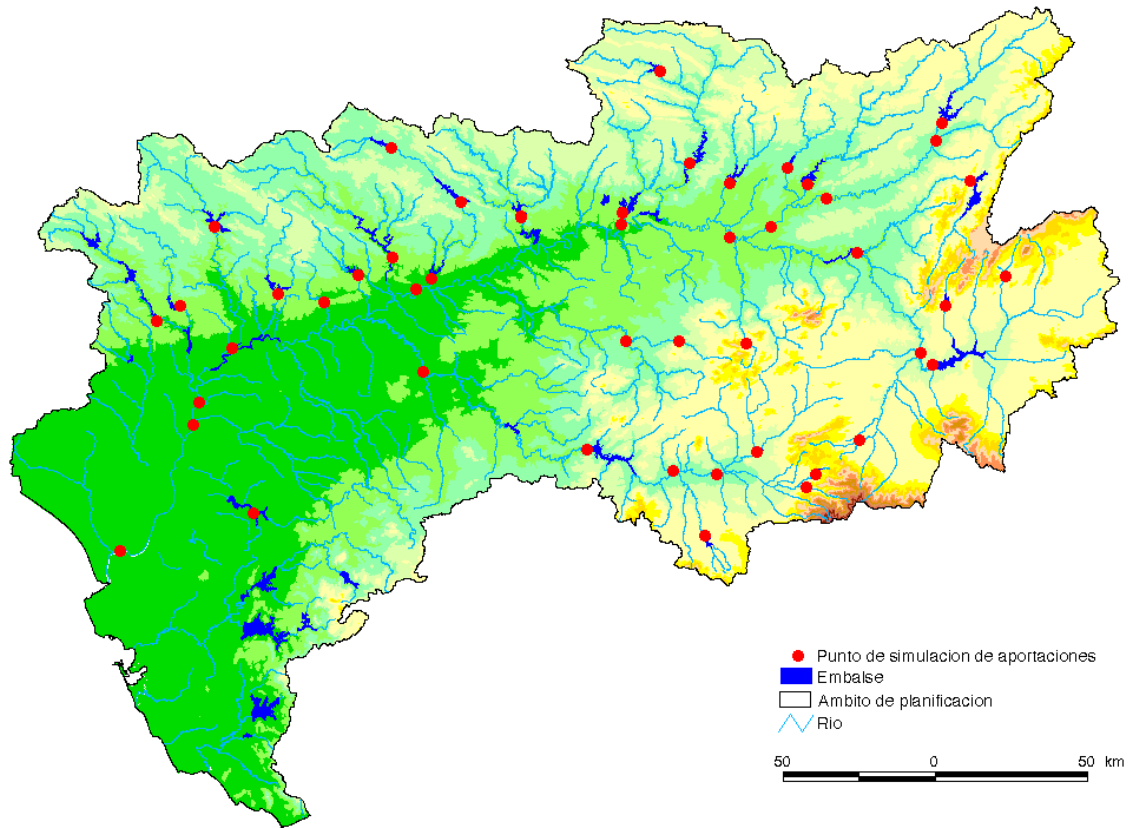 Punto de simulacion de aportaciones
Embalse
Ambito de planificacion
Rio
50 0 50 km